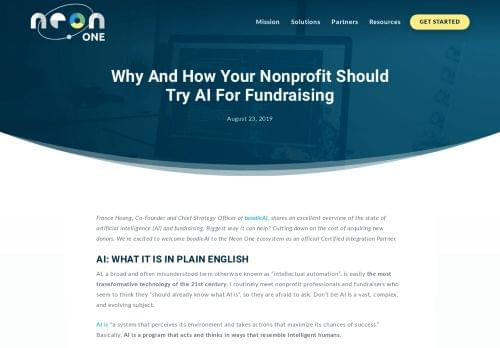 neon
ONE
Mission Solutions Partners Resources GET STARTED
Why And How Your Nonprofit Should
Try AI For Fundraising
August 23, 2019
France Hoang, Co-founder and Chief Strategy Officer of boodleAI, shares an excellent overview of the state of
artificial intelligence (AI) and fundraising. Biggest way it can help? Cutting down on the cost of acquiring new
donors. We're excited to welcome boodleAI to the Neon One ecosystem as an official Certified Integration Partner.
AI: WHAT IT IS IN PLAIN ENGLISH
AI, a broad and often misunderstood term otherwise known as "intellectual automation", is easily the most
transformative technology of the 21st century. I routinely meet nonprofit professionals and fundraisers who
seem to think they "should already know what AI is", so they are afraid to ask. Don't be! AI is a vast, complex,
and evolving subject.
AI is "a system that perceives its environment and takes actions that maximize its chances of success."
Basically, AI is a program that acts and thinks in ways that resemble intelligent humans.